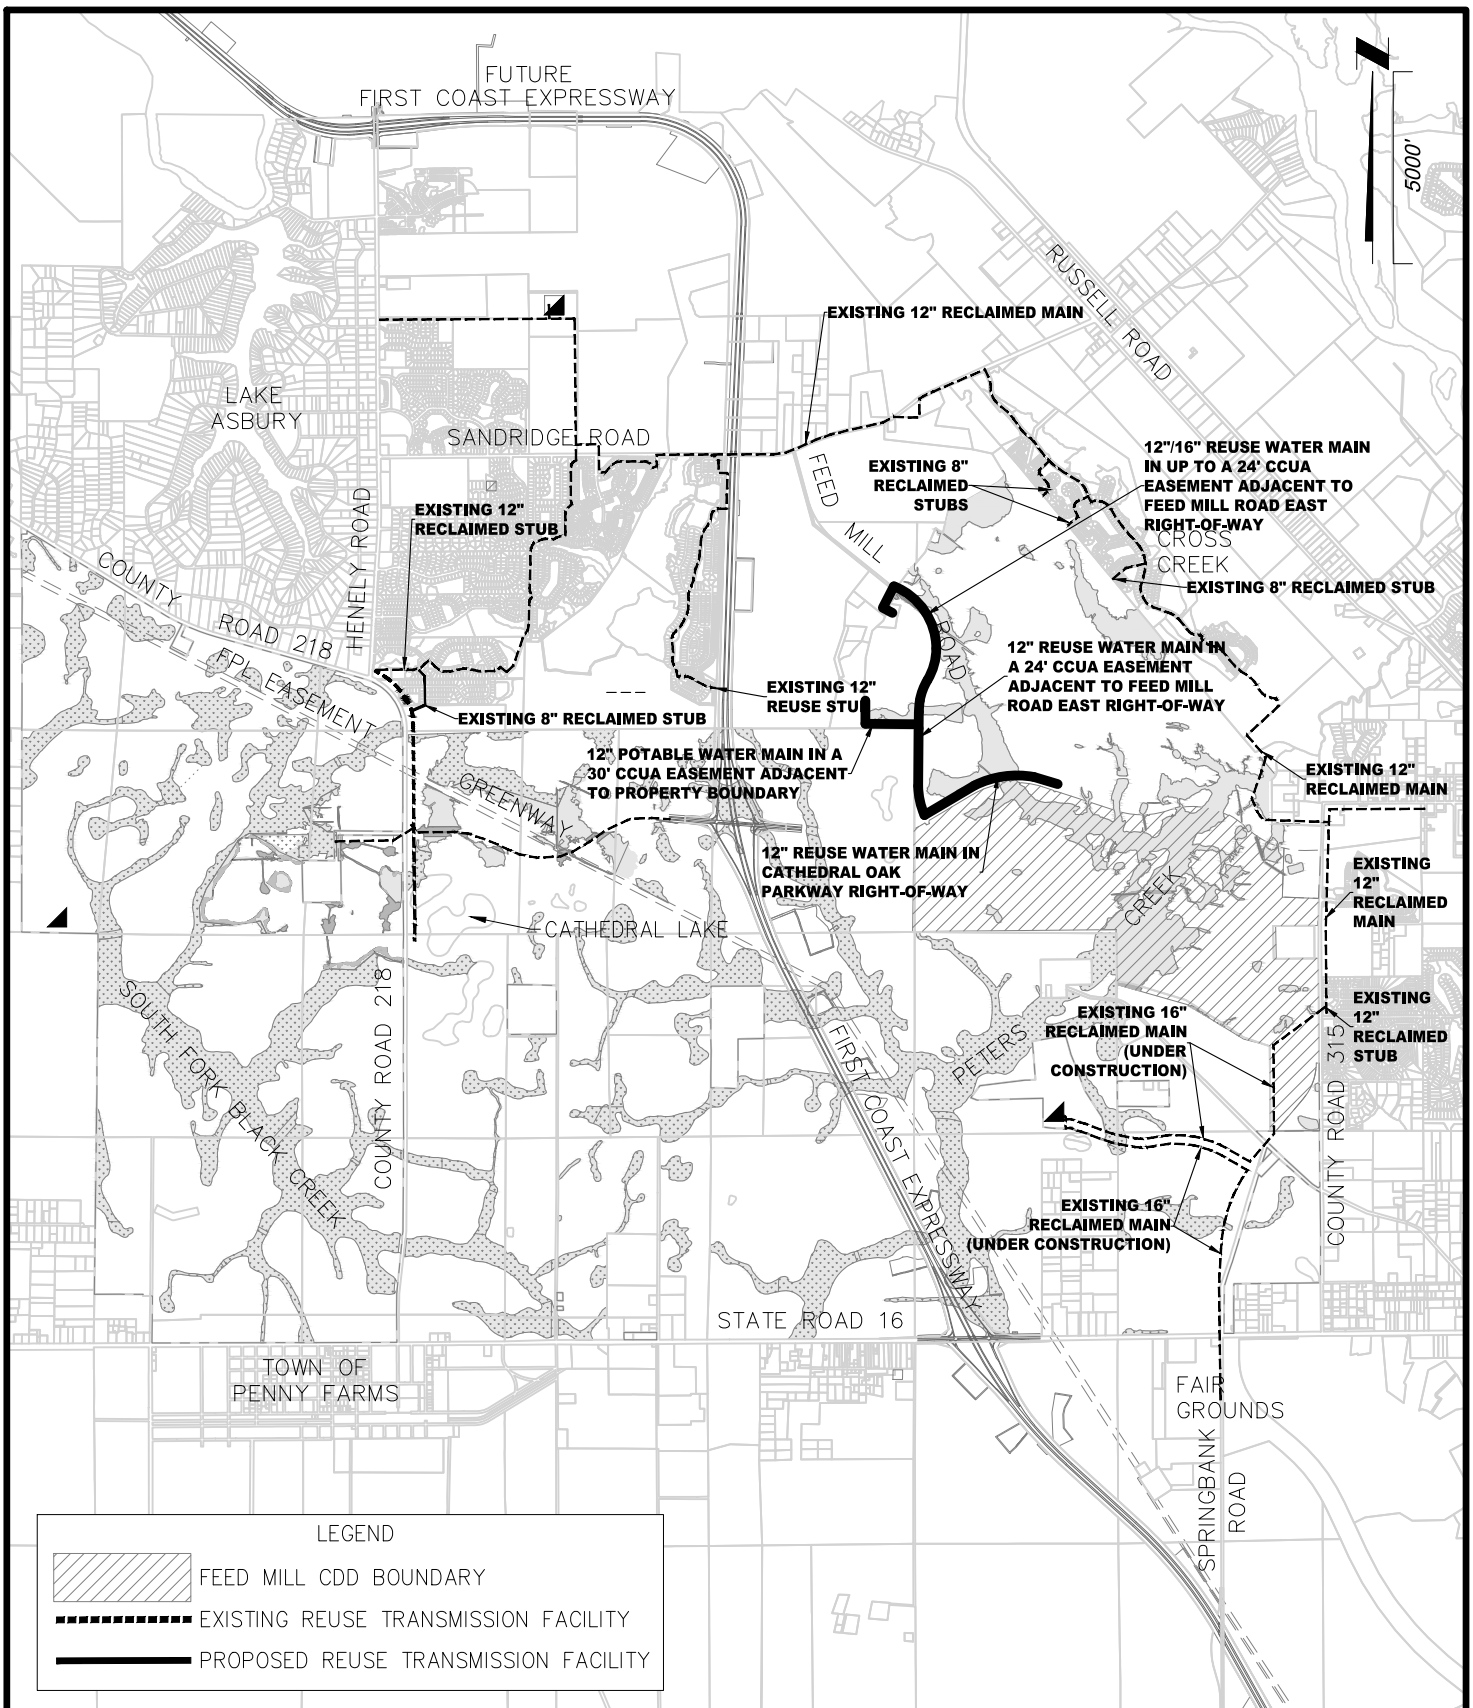 FUTURE
FIRST COAST EXPRESSWAY
5000'
RUSSELL ROAD
EXISTING 12" RECLAIMED MAIN
LAKE
ASBURY
SANDRIDGE ROAD
FEED MILL ROAD
EXISTING 8"
RECLAIMED
STUBS
12"/16" REUSE WATER MAIN
IN UP TO A 24' CCUA
EASEMENT ADJACENT TO
FEED MILL ROAD EAST
RIGHT-OF-WAY
CROSS
CREEK
EXISTING 8" RECLAIMED STUB
EXISTING 12"
RECLAIMED STUB
HENELY ROAD
COUNTY ROAD 218
FPL EASEMENT
GREENWAY
EXISTING 8" RECLAIMED STUB
EXISTING 12"
REUSE STUB
12" REUSE WATER MAIN IN
A 24' CCUA EASEMENT
ADJACENT TO FEED MILL
ROAD EAST RIGHT-OF-WAY
12" POTABLE WATER MAIN IN A
30' CCUA EASEMENT ADJACENT
TO PROPERTY BOUNDARY
EXISTING 12"
RECLAIMED MAIN
12" REUSE WATER MAIN IN
CATHEDRAL OAK
PARKWAY RIGHT-OF-WAY
EXISTING
12"
RECLAIMED
MAIN
CATHEDRAL LAKE
PETERS CREEK
SOUTH FORK BLACK CREEK
COUNTY ROAD 218
FIRST COAST EXPRESSWAY
EXISTING 16"
RECLAIMED MAIN
(UNDER
CONSTRUCTION)
EXISTING
12"
RECLAIMED
STUB
COUNTY ROAD 315
EXISTING 16"
RECLAIMED MAIN
(UNDER CONSTRUCTION)
STATE ROAD 16
TOWN OF
PENNY FARMS
FAIR
GROUNDS
SPRINGBANK
ROAD
LEGEND
FEED MILL CDD BOUNDARY
EXISTING REUSE TRANSMISSION FACILITY
PROPOSED REUSE TRANSMISSION FACILITY